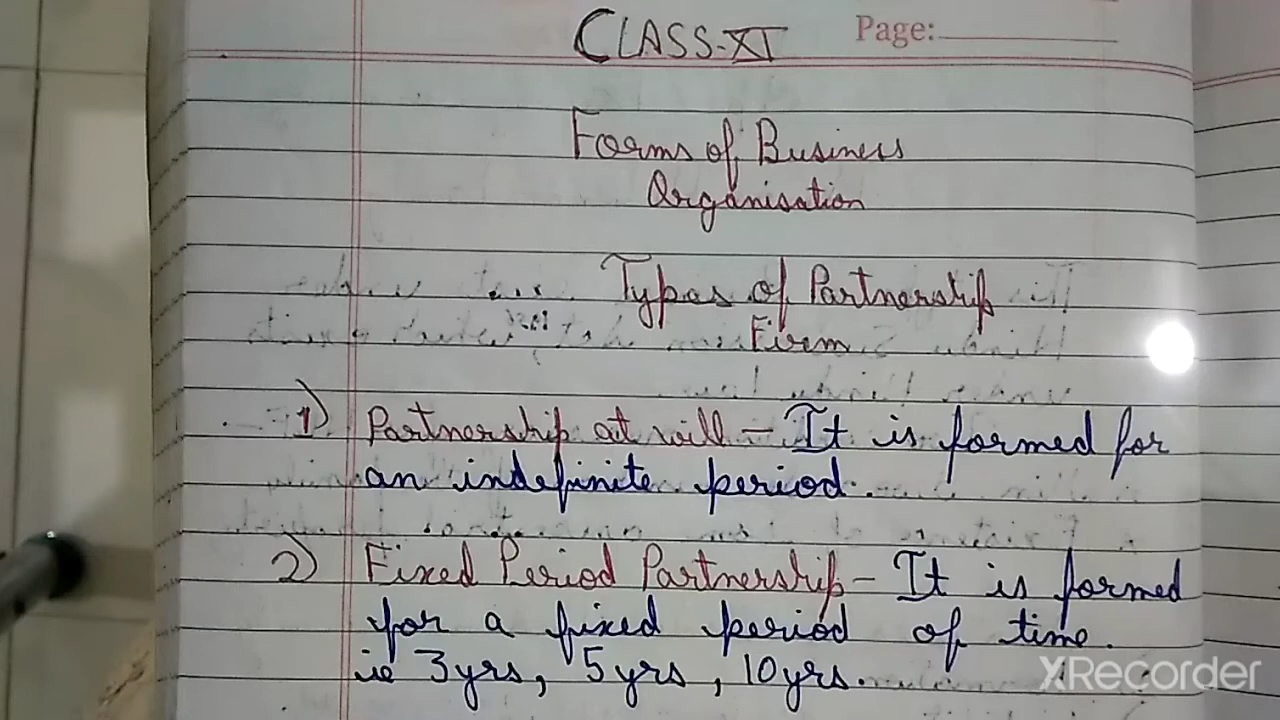 CLASS-XI
Page:
Forms of Business
Organisation
Types of Partnership
Firm
1) Partnership at will - It is formed for
an indefinite period.
2) Fixed Period Partnership - It is formed
for a fixed period of time.
ie 3yrs, 5yrs, 10yrs.
XRecorder